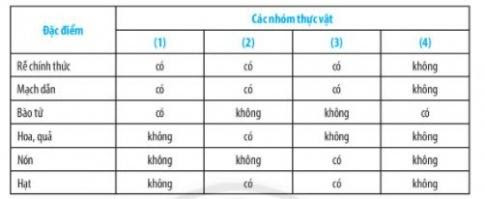 Đặc điểm Các nhóm thực vật
(1) (2) (3) (4)
Rễ chính thức có có có không
Mạch dẫn có có có không
Bào tử có không không có
Hoa, quả không có không không
Nón không không có không
Hạt không có có không